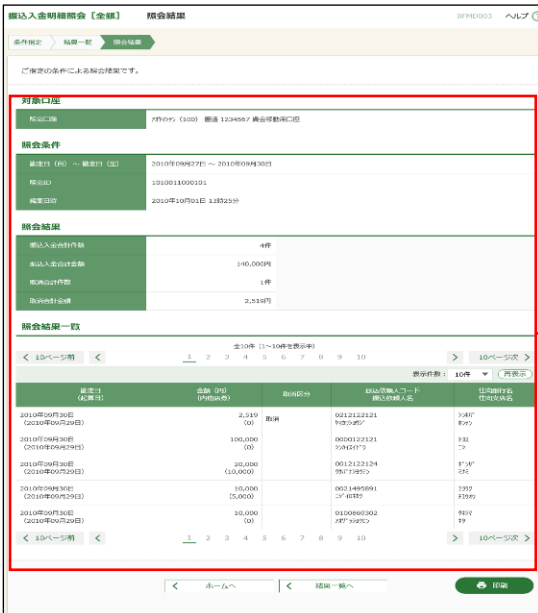 振込入金明細照会［全銀］ 照会結果 BFMD003 ヘルプ
条件指定 結果一覧 照会結果
ご指定の条件による照会結果です。
対象口座
照会口座 (100) 普通 1234567 資金移動用口座
照会条件
勘定日（自）～勘定日（至） 2010年09月27日 ～ 2010年09月30日
照会ID 1010011000101
編集日時 2010年10月01日 13時25分
照会結果
振込入金合計件数 4件
振込入金合計金額 140,000円
取消合計件数 1件
取消合計金額 2,519円
照会結果一覧
全10件（1～10件を表示中）
< 10ページ前 < 1 2 3 4 5 6 7 8 9 10 > 10ページ次 >
表示件数： 10件 ▼ 再表示
勘定日 金額（円） 取消区分 振込依頼人コード 仕向銀行名
（起算日） （内他店券） 振込依頼人名 仕向支店名
2010年09月30日 2,519 取消 0212122121
（2010年09月29日） (0)
2010年09月30日 100,000 0000122121
（2010年09月29日） (0)
2010年09月30日 20,000 0012122124
（2010年09月29日） (10,000)
2010年09月30日 10,000 0021495891
（2010年09月29日） (5,000)
2010年09月30日 10,000 0100860302
（2010年09月29日） (0)
< 10ページ前 < 1 2 3 4 5 6 7 8 9 10 > 10ページ次 >
< ホームへ < 結果一覧へ 印刷